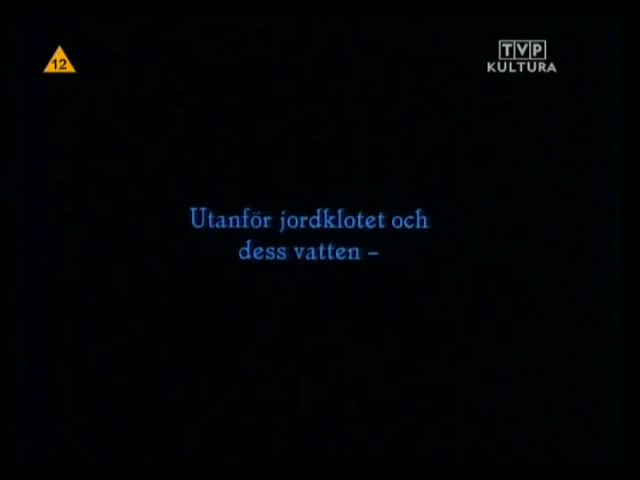 12
TVP
KULTURA
Utanför jordklotet och
dess vatten –